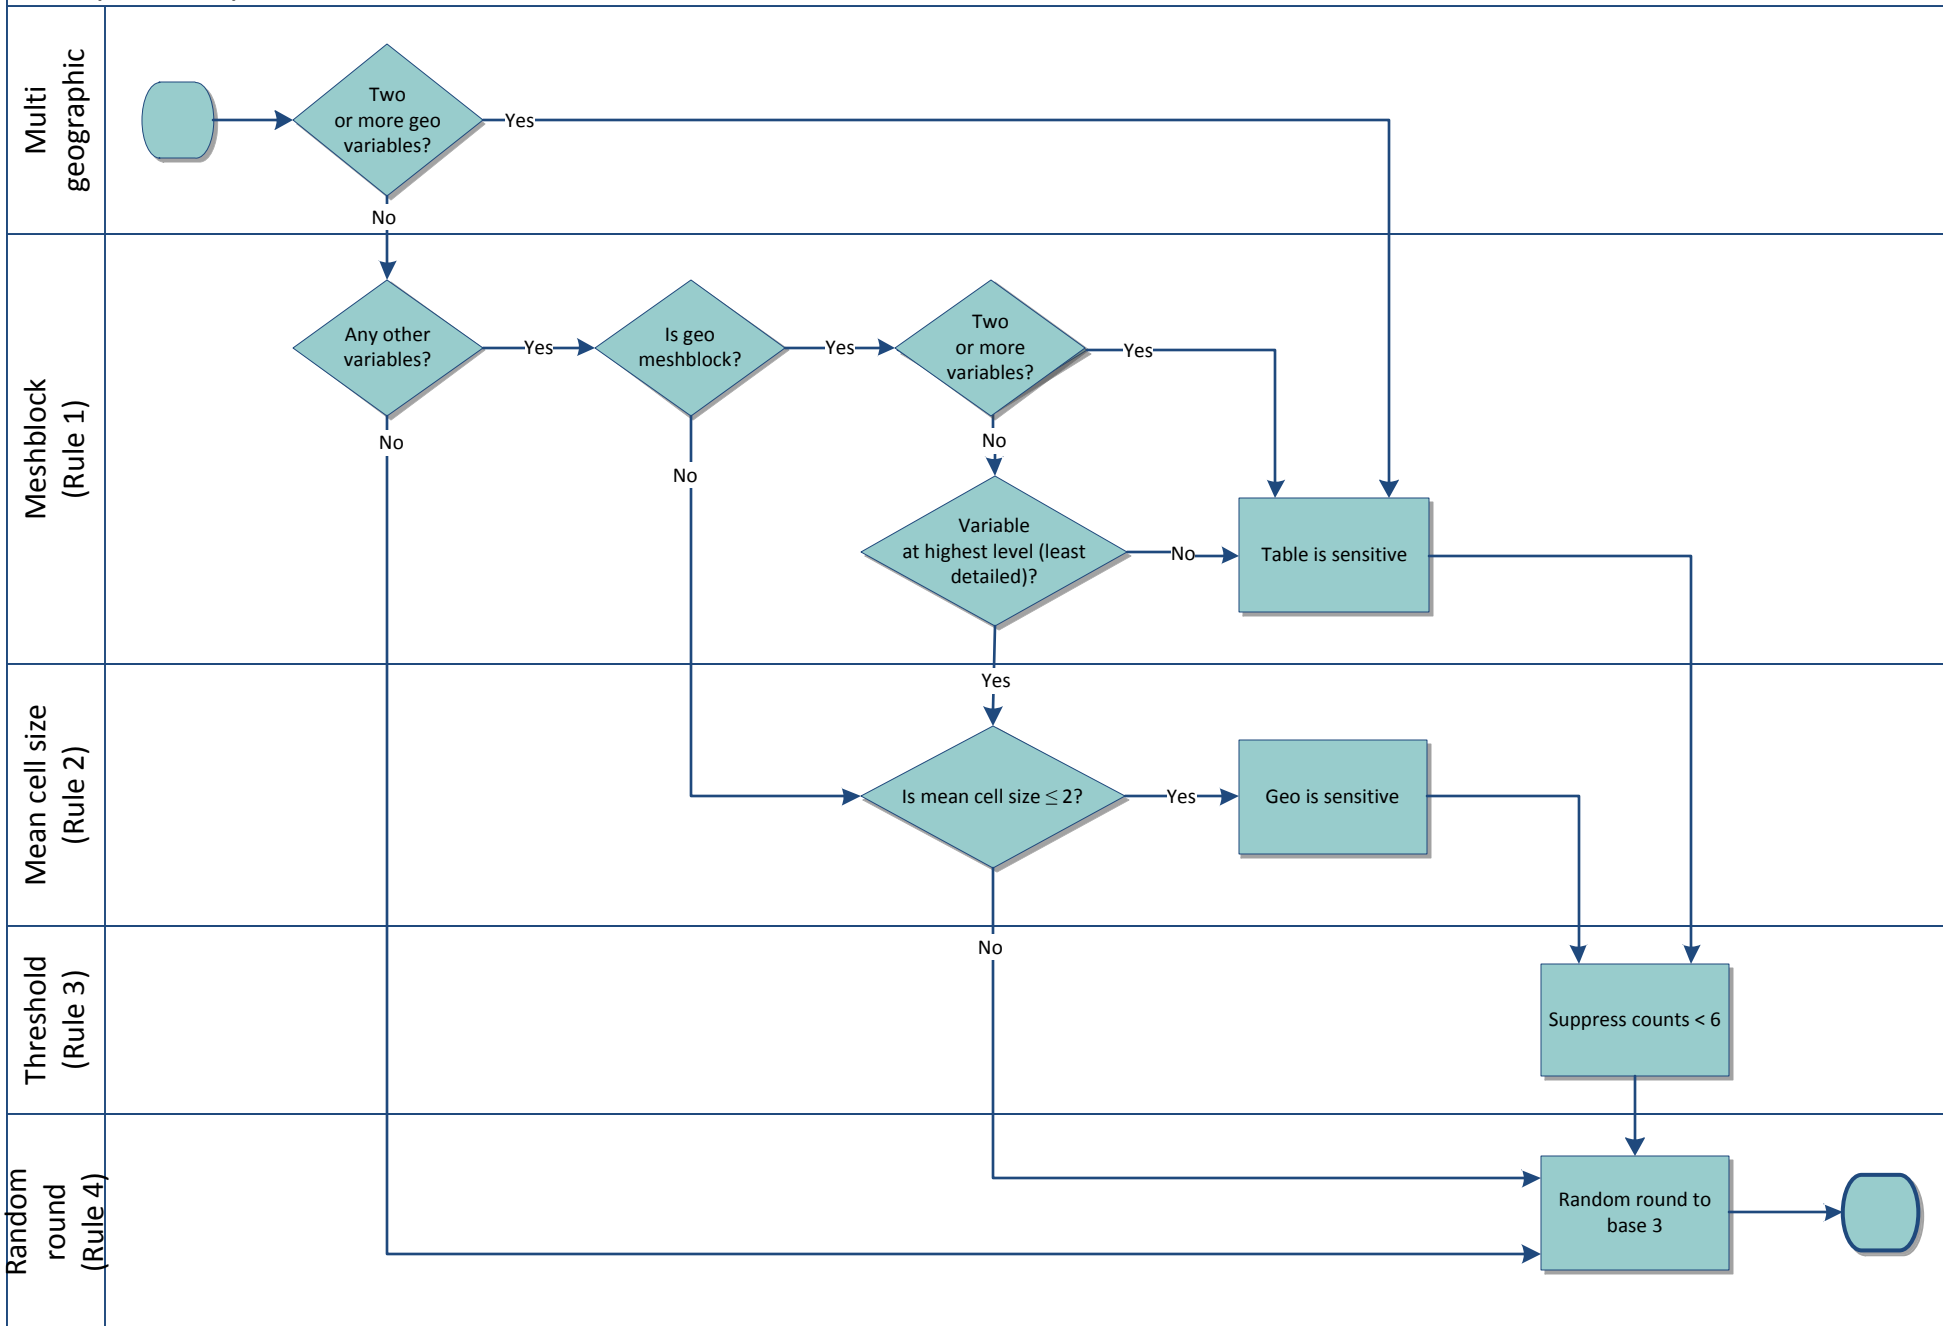 Multi
geographic
Two
or more geo
variables?
Yes
No
Meshblock
(Rule 1)
Any other
variables?
Yes
Is geo
meshblock?
Yes
Two
or more
variables?
Yes
No
No
No
Variable
at highest level (least
detailed)?
No
Table is sensitive
Yes
Mean cell size
(Rule 2)
Is mean cell size ≤ 2?
Yes
Geo is sensitive
No
Threshold
(Rule 3)
Suppress counts < 6
Random
round
(Rule 4)
Random round to
base 3